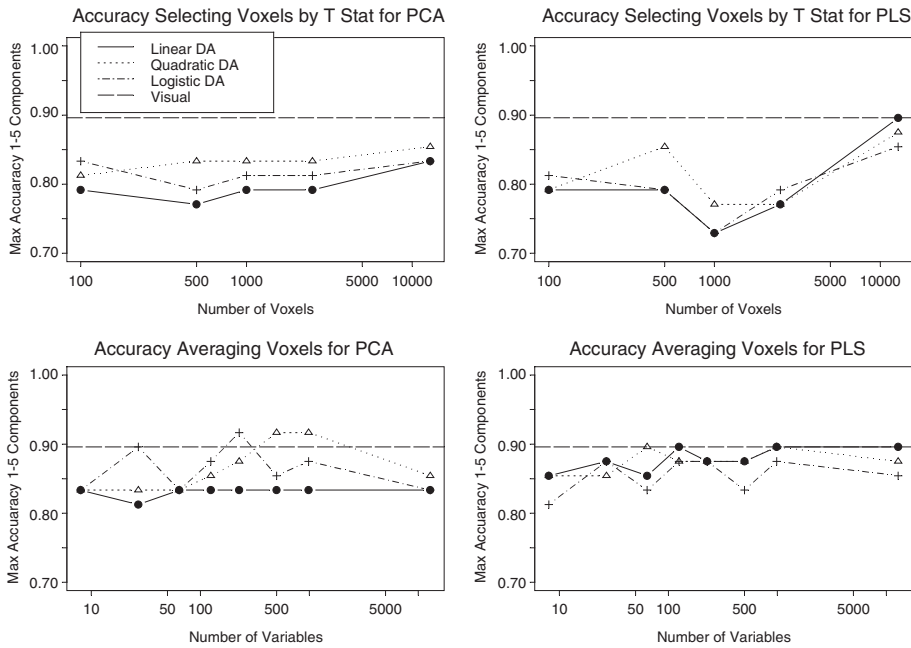 Accuracy Selecting Voxels by T Stat for PCA
Max Accuaracy 1-5 Components
1.00
0.90
0.80
0.70
Linear DA
Quadratic DA
Logistic DA
Visual
100
500
1000
5000
10000
Number of Voxels
Accuracy Selecting Voxels by T Stat for PLS
Max Accuaracy 1-5 Components
1.00
0.90
0.80
0.70
100
500
1000
5000
10000
Number of Voxels
Accuracy Averaging Voxels for PCA
Max Accuaracy 1-5 Components
1.00
0.90
0.80
0.70
10
50
100
500
5000
Number of Variables
Accuracy Averaging Voxels for PLS
Max Accuaracy 1-5 Components
1.00
0.90
0.80
0.70
10
50
100
500
5000
Number of Variables